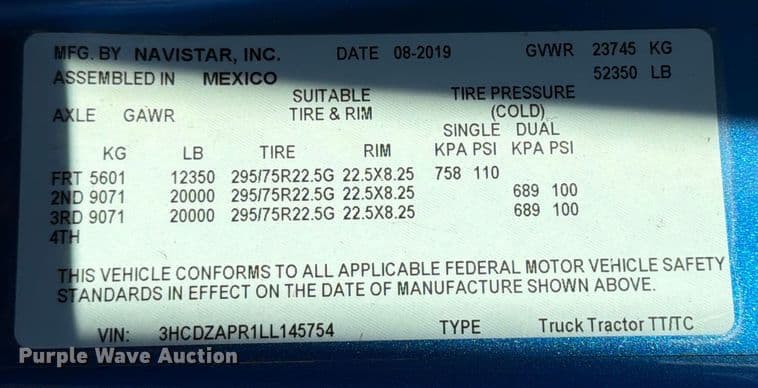 MFG. BY NAVISTAR, INC. DATE 08-2019 GVWR 23745 KG
ASSEMBLED IN MEXICO 52350 LB
SUITABLE TIRE PRESSURE
AXLE GAWR TIRE & RIM (COLD)
SINGLE DUAL
KG LB TIRE RIM KPA PSI KPA PSI
FRT 5601 12350 295/75R22.5G 22.5X8.25 758 110
2ND 9071 20000 295/75R22.5G 22.5X8.25 689 100
3RD 9071 20000 295/75R22.5G 22.5X8.25 689 100
4TH
THIS VEHICLE CONFORMS TO ALL APPLICABLE FEDERAL MOTOR VEHICLE SAFETY
STANDARDS IN EFFECT ON THE DATE OF MANUFACTURE SHOWN ABOVE.
VIN: 3HCDZAPR1LL145754 TYPE Truck Tractor TT/TC
Purple Wave Auction